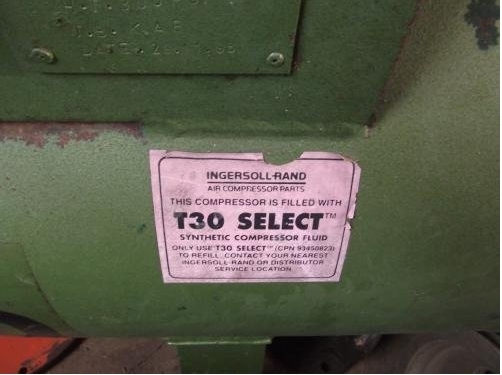 INGERSOLL-RAND
AIR COMPRESSOR PARTS
THIS COMPRESSOR IS FILLED WITH
T30 SELECT™
SYNTHETIC COMPRESSOR FLUID
ONLY USE T30 SELECT™ (CPN 93450823)
TO REFILL, CONTACT YOUR NEAREST
INGERSOLL-RAND OR DISTRIBUTOR
SERVICE LOCATION